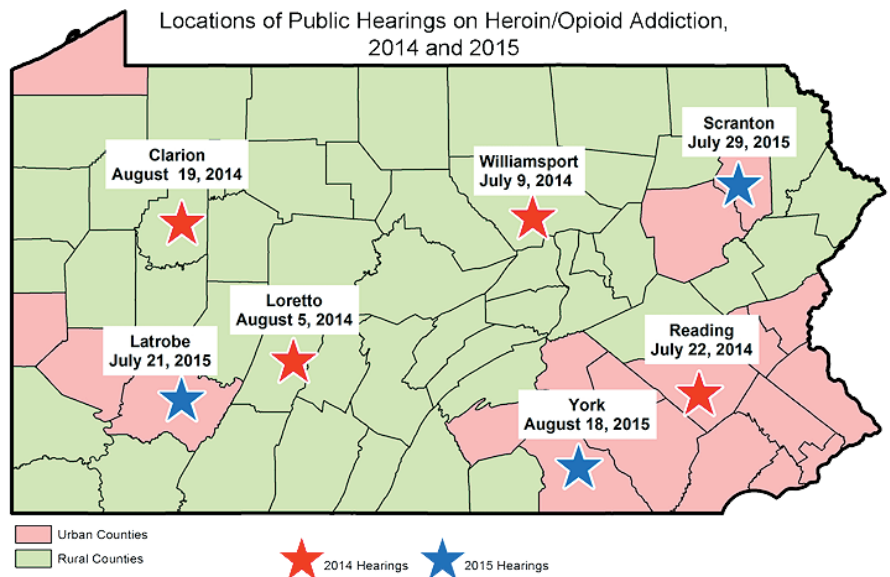 Locations of Public Hearings on Heroin/Opioid Addiction,
2014 and 2015
Scranton
July 29, 2015
Clarion
August 19, 2014
Williamsport
July 9, 2014
Loretto
August 5, 2014
Latrobe
July 21, 2015
Reading
July 22, 2014
York
August 18, 2015
Urban Counties
Rural Counties
2014 Hearings
2015 Hearings